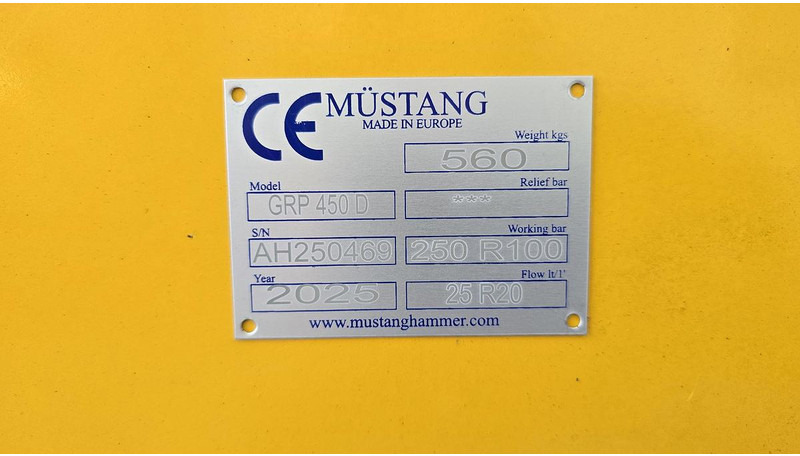 CE MÜSTANG
MADE IN EUROPE
Weight kgs
560
Model
GRP 450 D
Relief bar
***
S/N
AH250469
Working bar
250 R100
Year
2025
Flow lt/1'
25 R20
www.mustanghammer.com